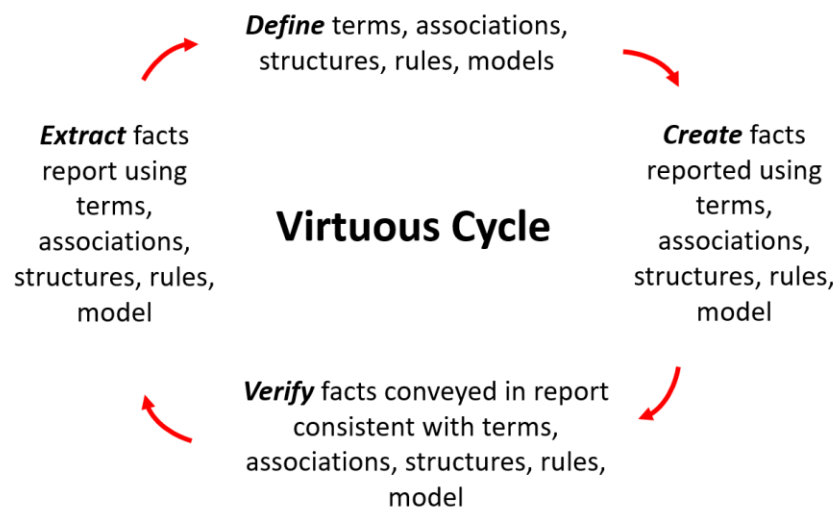 Define terms, associations,
structures, rules, models
Create facts
reported using
terms,
associations,
structures, rules,
model
Verify facts conveyed in report
consistent with terms,
associations, structures, rules,
model
Extract facts
report using
terms,
associations,
structures, rules,
model
Virtuous Cycle